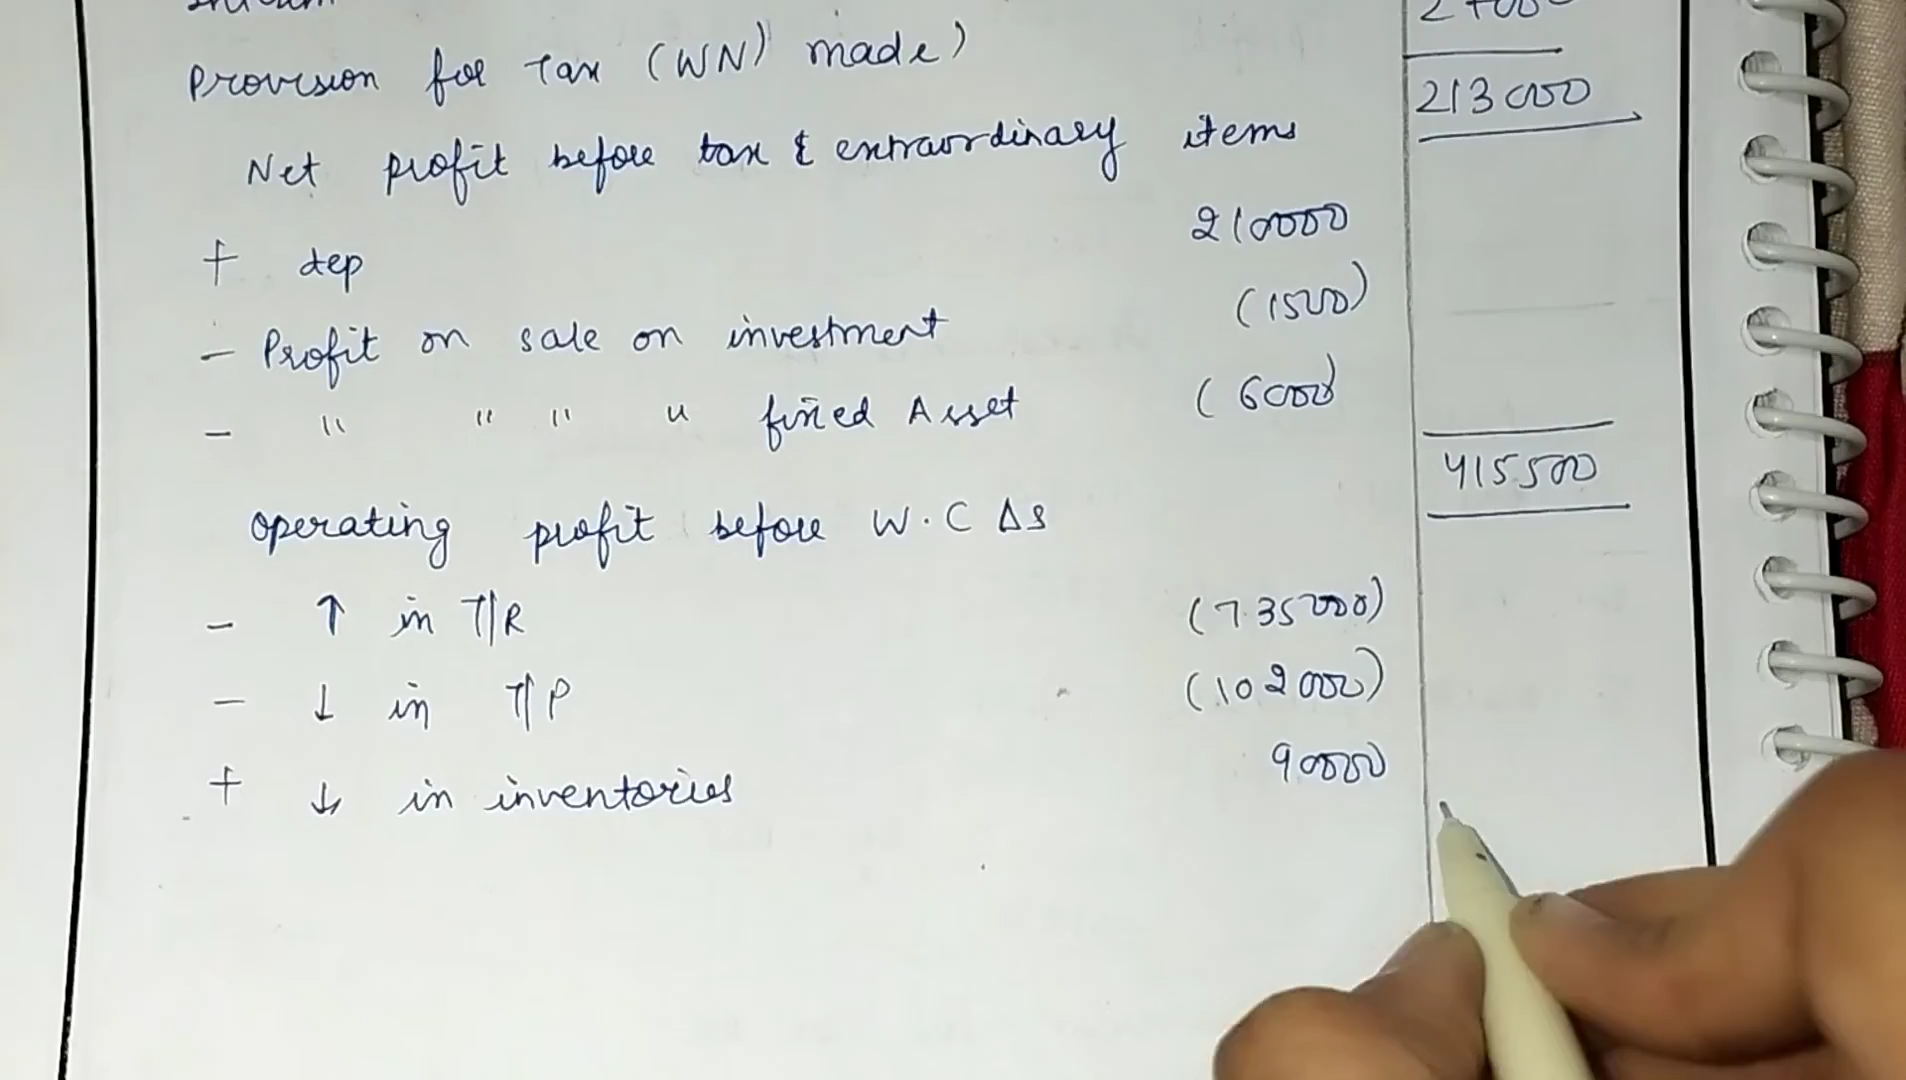 27000
Provision for Tax (WN) made)
213000
Net profit before tax & extraordinary items
+ dep 210000
- Profit on sale on investment (1500)
- " " " " fixed Asset (6000)
415500
Operating profit before W.C Δs
- ↑ in T/R (735000)
- ↓ in T/P (102000)
+ ↓ in inventories 90000